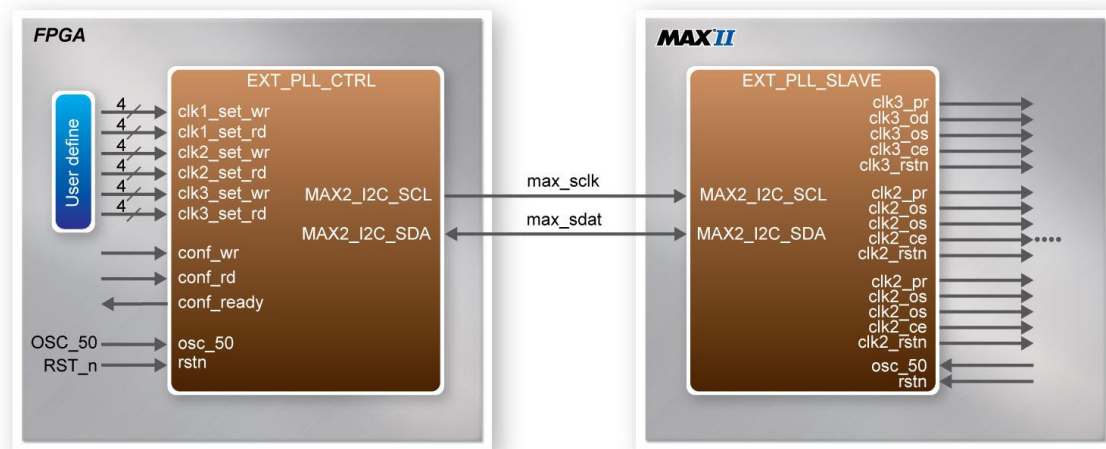 FPGA
EXT_PLL_CTRL
User define
4
clk1_set_wr
4
clk1_set_rd
4
clk2_set_wr
4
clk2_set_rd
4
clk3_set_wr
4
clk3_set_rd
MAX2_I2C_SCL
MAX2_I2C_SDA
conf_wr
conf_rd
conf_ready
OSC_50
osc_50
RST_n
rstn
max_sclk
max_sdat
MAX II
EXT_PLL_SLAVE
MAX2_I2C_SCL
MAX2_I2C_SDA
clk3_pr
clk3_od
clk3_os
clk3_ce
clk3_rstn
clk2_pr
clk2_os
clk2_os
clk2_ce
clk2_rstn
clk2_pr
clk2_os
clk2_os
clk2_ce
clk2_rstn
osc_50
rstn